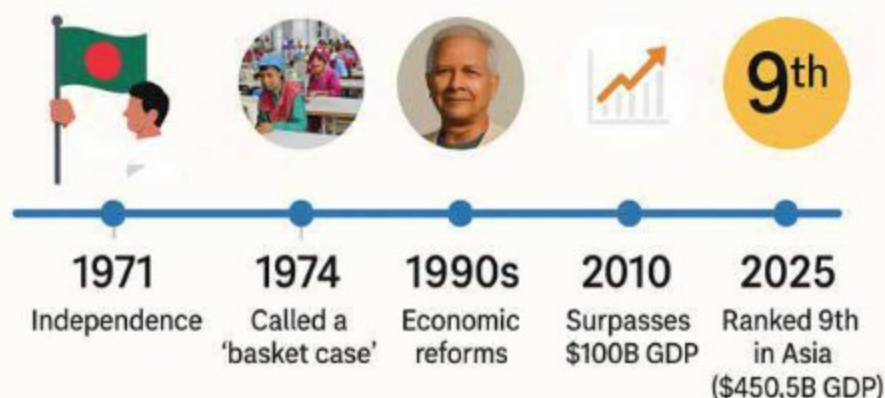 9th
1971
Independence
1974
Called a
‘basket case’
1990s
Economic
reforms
2010
Surpasses
$100B GDP
2025
Ranked 9th
in Asia
($450,5B GDP)